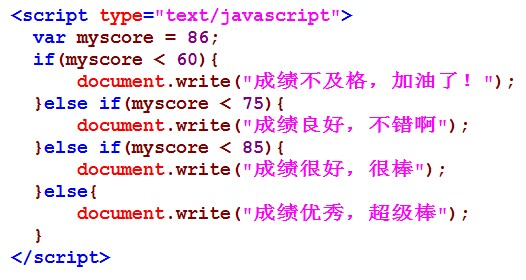 <script type="text/javascript">
  var myscore = 86;
  if(myscore < 60){
      document.write("成绩不及格，加油了！");
  }else if(myscore < 75){
      document.write("成绩良好，不错啊");
  }else if(myscore < 85){
      document.write("成绩很好，很棒");
  }else{
      document.write("成绩优秀，超级棒");
  }
</script>